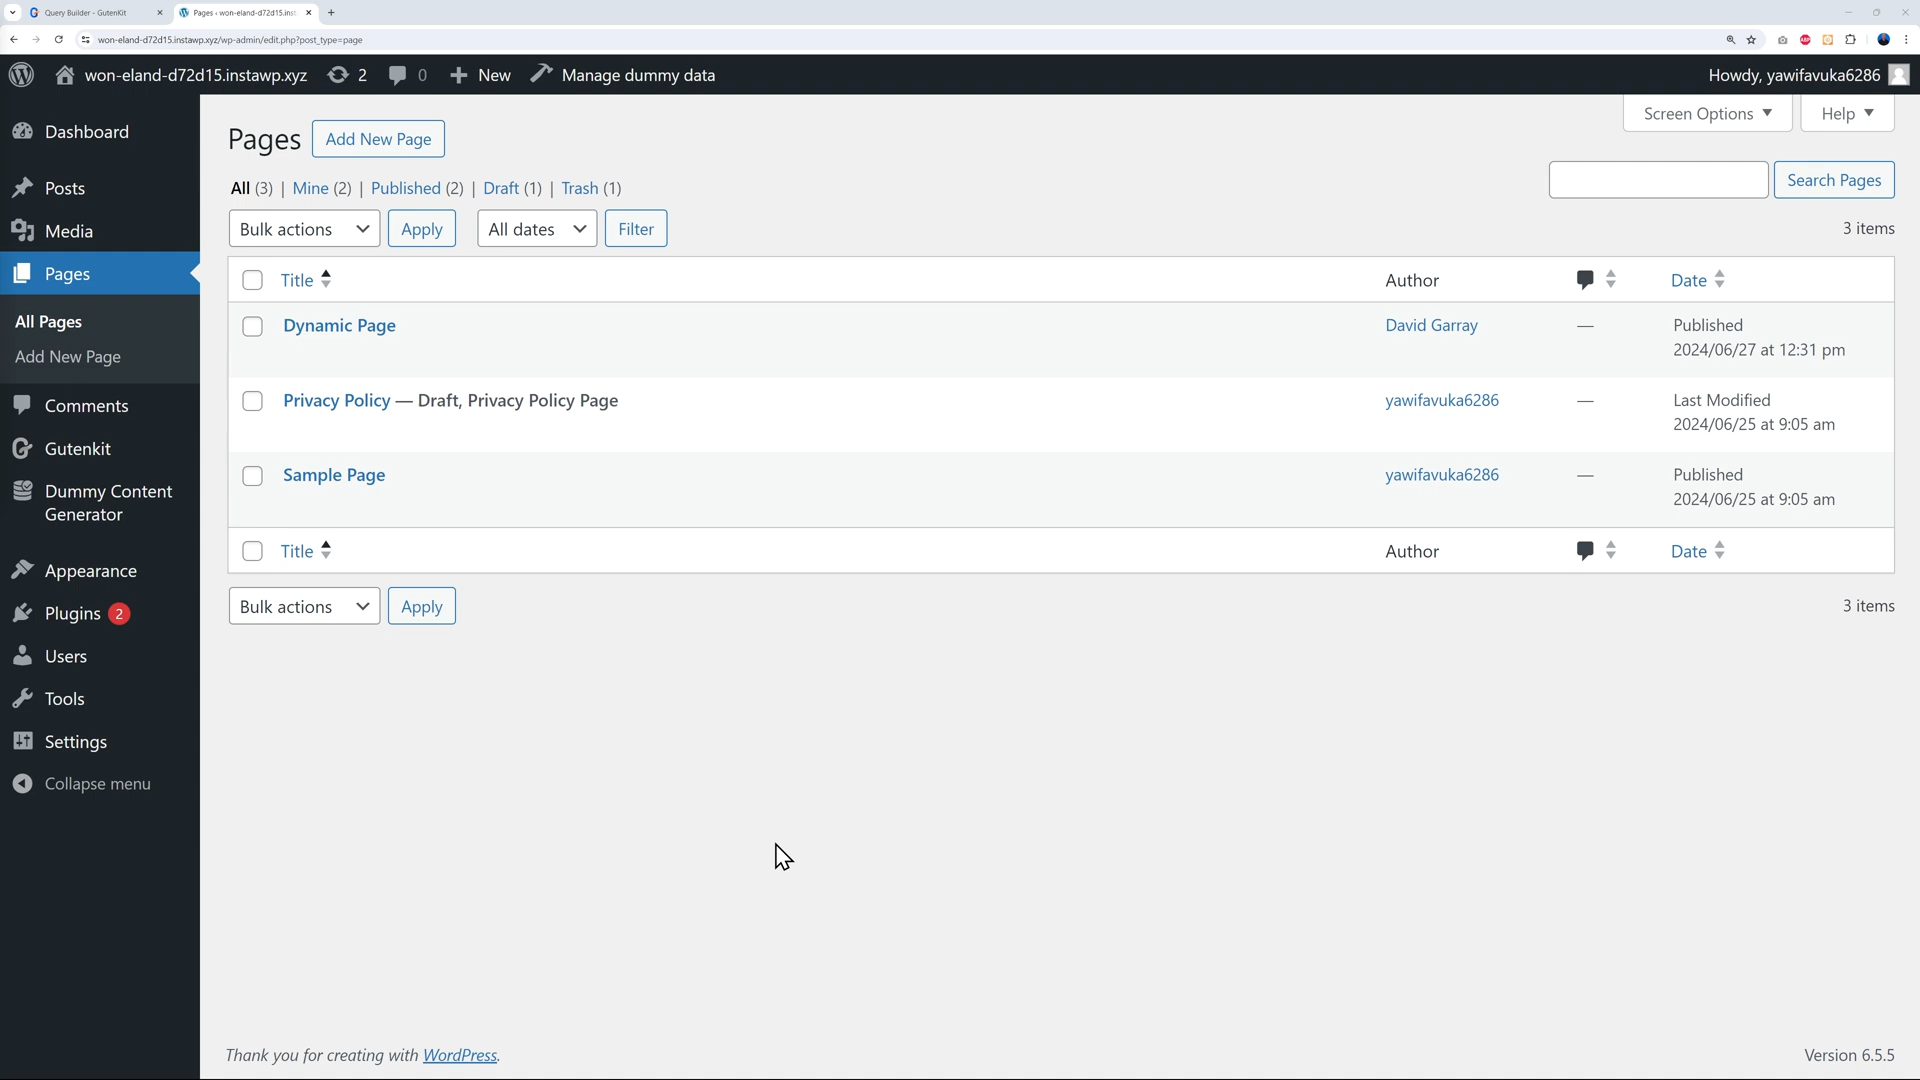 Query Builder - GutenKit
Pages ‹ won-eland-d72d15.inst
won-eland-d72d15.instawp.xyz/wp-admin/edit.php?post_type=page
won-eland-d72d15.instawp.xyz 2 0 New Manage dummy data Howdy, yawifavuka6286
Screen Options Help
Dashboard
Posts
Media
Pages
All Pages
Add New Page
Comments
Gutenkit
Dummy Content
Generator
Appearance
Plugins 2
Users
Tools
Settings
Collapse menu
Pages Add New Page
All (3) | Mine (2) | Published (2) | Draft (1) | Trash (1)
Search Pages
Bulk actions Apply All dates Filter 3 items
Title Author Date
Dynamic Page David Garray — Published
2024/06/27 at 12:31 pm
Privacy Policy — Draft, Privacy Policy Page yawifavuka6286 — Last Modified
2024/06/25 at 9:05 am
Sample Page yawifavuka6286 — Published
2024/06/25 at 9:05 am
Title Author Date
Bulk actions Apply 3 items
Thank you for creating with WordPress. Version 6.5.5